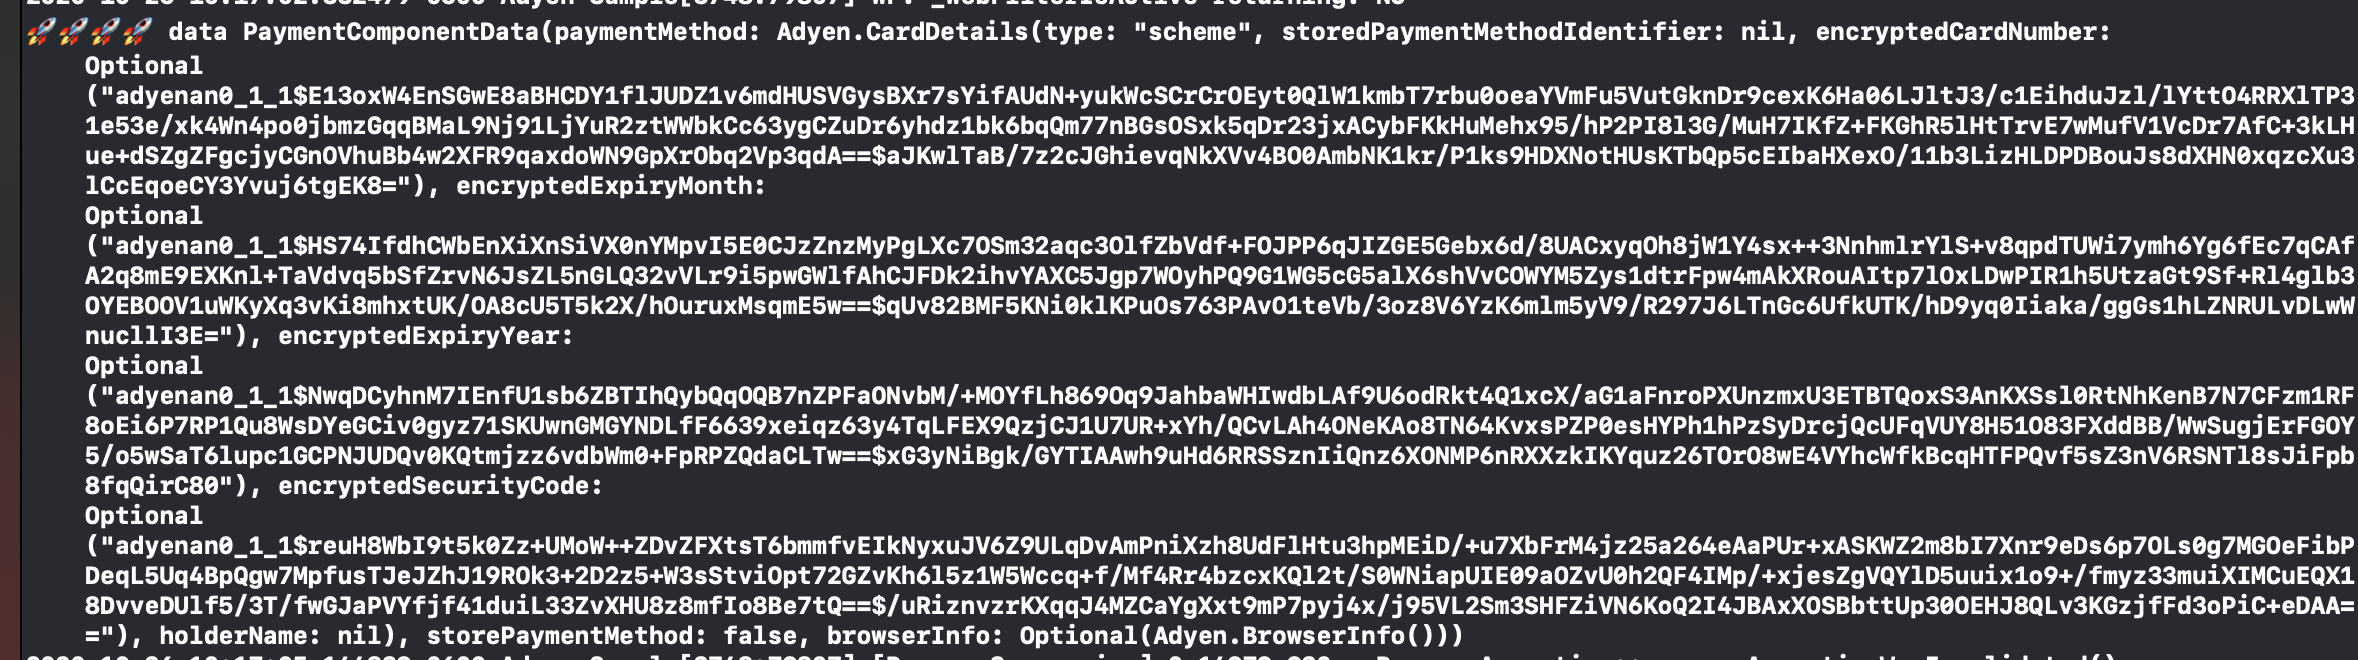 🚀🚀🚀🚀 data PaymentComponentData(paymentMethod: Adyen.CardDetails(type: "scheme", storedPaymentMethodIdentifier: nil, encryptedCardNumber:
Optional
("adyenan0_1_1$E13oxW4EnSGwE8aBHCDY1flJUDZ1v6mdHUSVGysBXr7sYifAUdN+yukWcSCrCrOEyt0QlW1kmbT7rbu0oeaYVmFu5VutGknDr9cexK6Ha06LJltJ3/c1EihduJzl/lYttO4RRXlTP3
1e53e/xk4Wn4po0jbmzGqqBMaL9Nj91LjYuR2ztWWbkCc63ygCZuDr6yhdz1bk6bqQm77nBGsOSxk5qDr23jxACybFKkHuMehx95/hP2PI8l3G/MuH7IKfZ+FKGhR5lHtTrvE7wMufV1VcDr7AfC+3kLH
ue+dSZgZFgcjyCGnOVhuBb4w2XFR9qaxdoWN9GpXrObq2Vp3qdA==$aJKwlTaB/7z2cJGhievqNkXVv4BO0AmbNK1kr/P1ks9HDXNotHUsKTbQp5cEIbaHXexO/11b3LizHLDPDBouJs8dXHN0xqzcXu3
lCcEqoeCY3Yvuj6tgEK8="), encryptedExpiryMonth:
Optional
("adyenan0_1_1$HS74IfdhCWbEnXiXnSiVX0nYMpvI5E0CJzZnzMyPgLXc7OSm32aqc3OlfZbVdf+FOJPP6qJIZGE5Gebx6d/8UACxyqOh8jW1Y4sx++3NnhmlrYlS+v8qpdTUWi7ymh6Yg6fEc7qCAf
A2q8mE9EXKnl+TaVdvq5bSfZrvN6JsZL5nGLQ32vVLr9i5pwGWlfAhCJFDk2ihvYAXC5Jgp7WOyhPQ9G1WG5cG5alX6shVvCOWYM5Zys1dtrFpw4mAkXRouAItp7lOxLDwPIR1h5UtzaGt9Sf+Rl4glb3
OYEBOOV1uWKyXq3vKi8mhxtUK/OA8cU5T5k2X/hOuruxMsqmE5w==$qUv82BMF5KNi0klKPuOs763PAvO1teVb/3oz8V6YzK6mlm5yV9/R297J6LTnGc6UfkUTK/hD9yq0Iiaka/ggGs1hLZNRULvDLwW
nucllI3E="), encryptedExpiryYear:
Optional
("adyenan0_1_1$NwqDCyhnM7IEnfU1sb6ZBTIhQybQqOQB7nZPFaONvbM/+MOYfLh869Oq9JahbaWHIwdbLAf9U6odRkt4Q1xcX/aG1aFnroPXUnzmxU3ETBTQoxS3AnKXSsl0RtNhKenB7N7CFzm1RF
8oEi6P7RP1Qu8WsDYeGCiv0gyz71SKUwnGMGYNDLfF6639xeiqz63y4TqLFEX9QzjCJ1U7UR+xYh/QCvLAh4ONeKAo8TN64KvxsPZP0esHYPh1hPzSyDrcjQcUFqVUY8H51O83FXddBB/WwSugjErFGOY
5/o5wSaT6lupc1GCPNJUDQv0KQtmjzz6vdbWm0+FpRPZQdaCLTw==$xG3yNiBgk/GYTIAAwh9uHd6RRSSznIiQnz6XONMP6nRXXzkIKYquz26TOrO8wE4VYhcWfkBcqHTFPQvf5sZ3nV6RSNTl8sJiFpb
8fqQirC80"), encryptedSecurityCode:
Optional
("adyenan0_1_1$reuH8WbI9t5k0Zz+UMoW++ZDvZFXtsT6bmmfvEIkNyxuJV6Z9ULqDvAmPniXzh8UdFlHtu3hpMEiD/+u7XbFrM4jz25a264eAaPUr+xASKWZ2m8bI7Xnr9eDs6p7OLs0g7MGOeFibP
DeqL5Uq4BpQgw7MpfusTJeJZhJ19ROk3+2D2z5+W3sStviOpt72GZvKh6l5z1W5Wccq+f/Mf4Rr4bzcxKQl2t/S0WNiapUIE09aOZvU0h2QF4IMp/+xjesZgVQYlD5uuix1o9+/fmyz33muiXIMCuEQX1
8DvveDUlf5/3T/fwGJaPVYfjf41duiL33ZvXHU8z8mfIo8Be7tQ==$/uRiznvzrKXqqJ4MZCaYgXxt9mP7pyj4x/j95VL2Sm3SHFZiVN6KoQ2I4JBAxXOSBbttUp30OEHJ8QLv3KGzjfFd3oPiC+eDAA=
="), holderName: nil), storePaymentMethod: false, browserInfo: Optional(Adyen.BrowserInfo()))